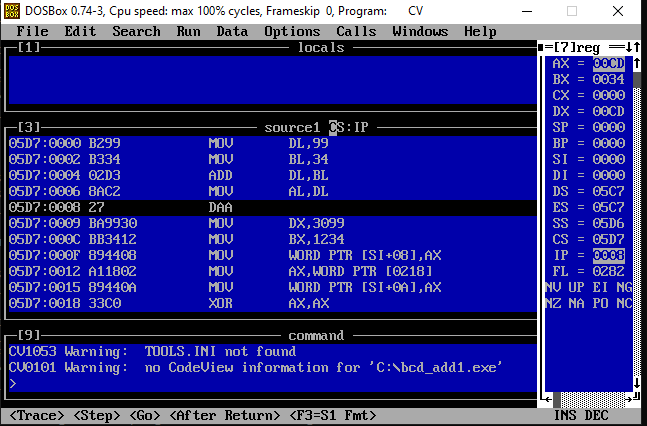 DOSBox 0.74-3, Cpu speed: max 100% cycles, Frameskip 0, Program: CV
File Edit Search Run Data Options Calls Windows Help
[1] locals
[7]reg
AX = 00CD
BX = 0034
CX = 0000
DX = 00CD
SP = 0000
BP = 0000
SI = 0000
DI = 0000
DS = 05C7
ES = 05C7
SS = 05D6
CS = 05D7
IP = 0008
FL = 0282
NV UP EI NG
NZ NA PO NC
[3] source1 CS:IP
05D7:0000 B299 MOV DL,99
05D7:0002 B334 MOV BL,34
05D7:0004 02D3 ADD DL,BL
05D7:0006 8AC2 MOV AL,DL
05D7:0008 27 DAA
05D7:0009 BA9930 MOV DX,3099
05D7:000C BB3412 MOV BX,1234
05D7:000F 894408 MOV WORD PTR [SI+08],AX
05D7:0012 A11802 MOV AX,WORD PTR [0218]
05D7:0015 89440A MOV WORD PTR [SI+0A],AX
05D7:0018 33C0 XOR AX,AX
[9] command
CV1053 Warning: TOOLS.INI not found
CV0101 Warning: no CodeView information for 'C:\bcd_add1.exe'
>
<Trace> <Step> <Go> <After Return> <F3=S1 Fmt> INS DEC